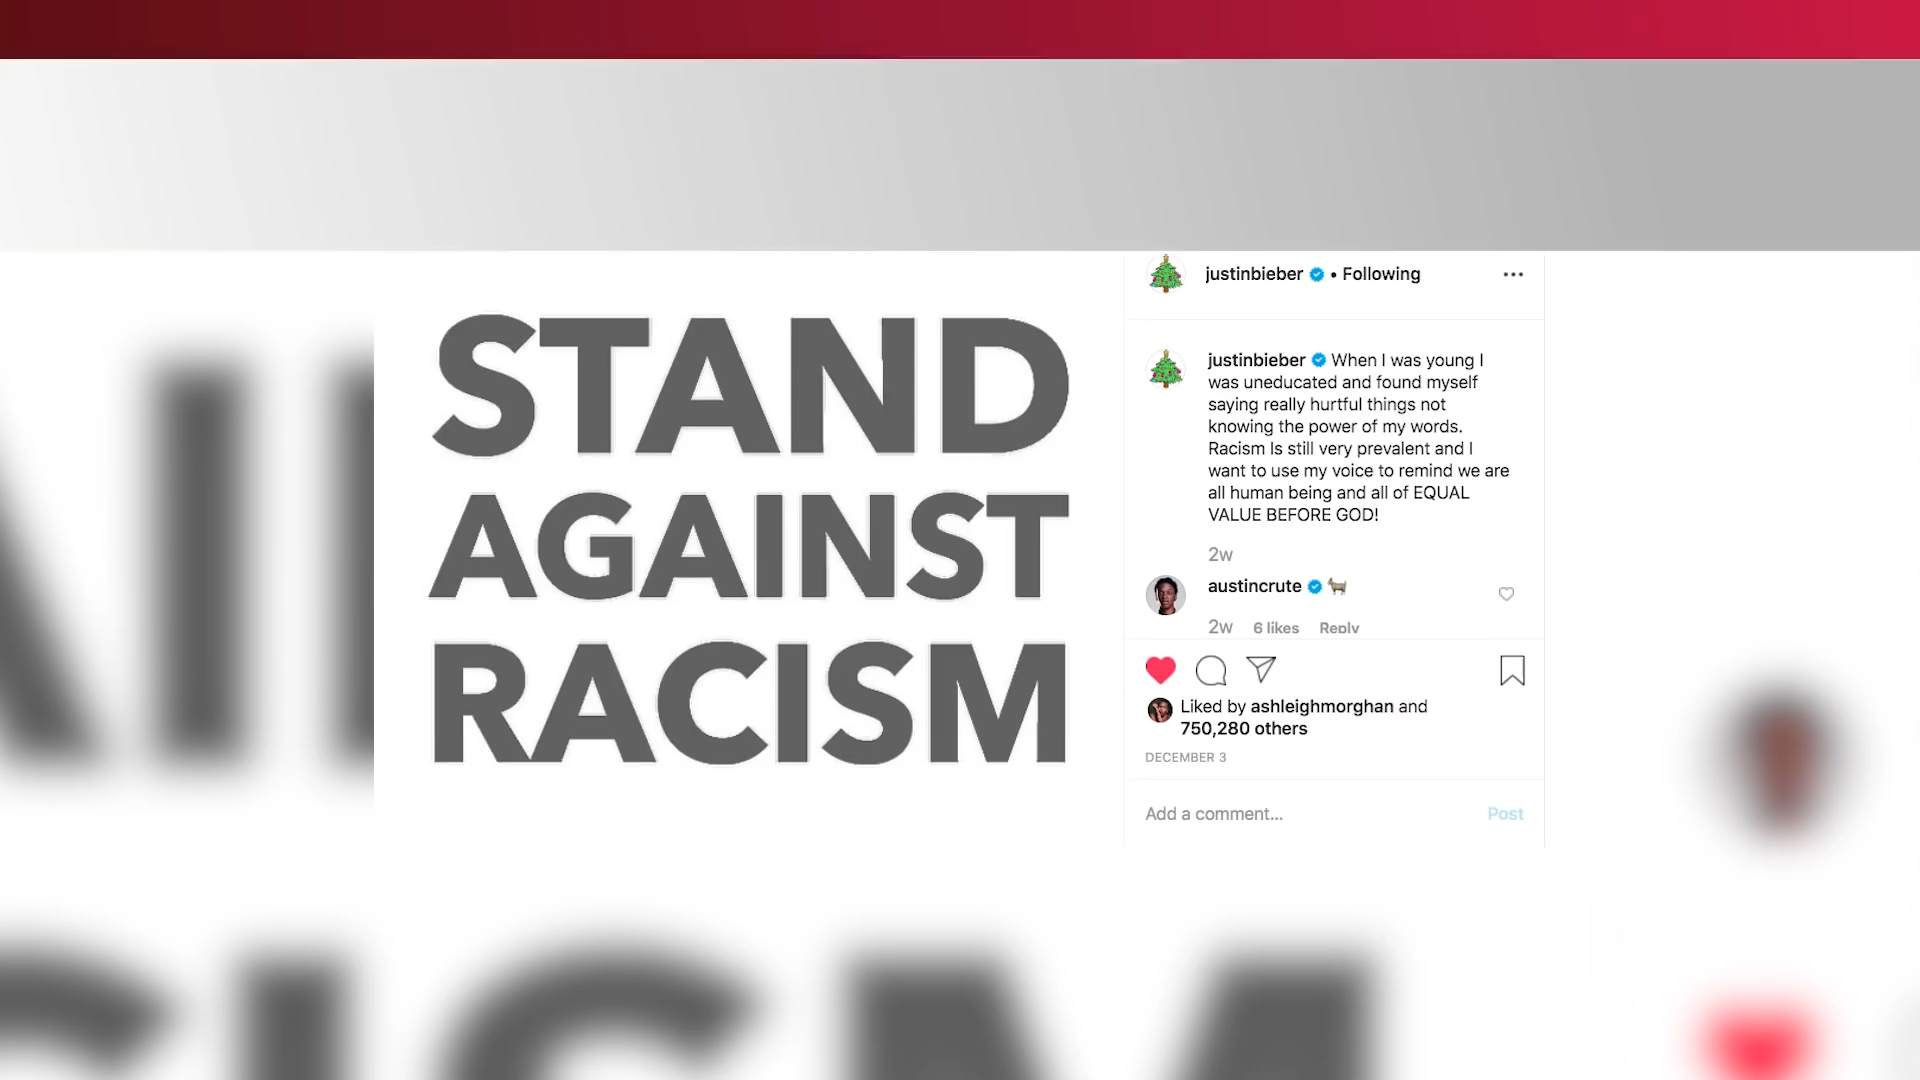 STAND
AGAINST
RACISM
justinbieber • Following
justinbieber When I was young I
was uneducated and found myself
saying really hurtful things not
knowing the power of my words.
Racism Is still very prevalent and I
want to use my voice to remind we are
all human being and all of EQUAL
VALUE BEFORE GOD!
2w
austincrute 🐐
2w 6 likes Reply
Liked by ashleighmorghan and
750,280 others
DECEMBER 3
Add a comment... Post